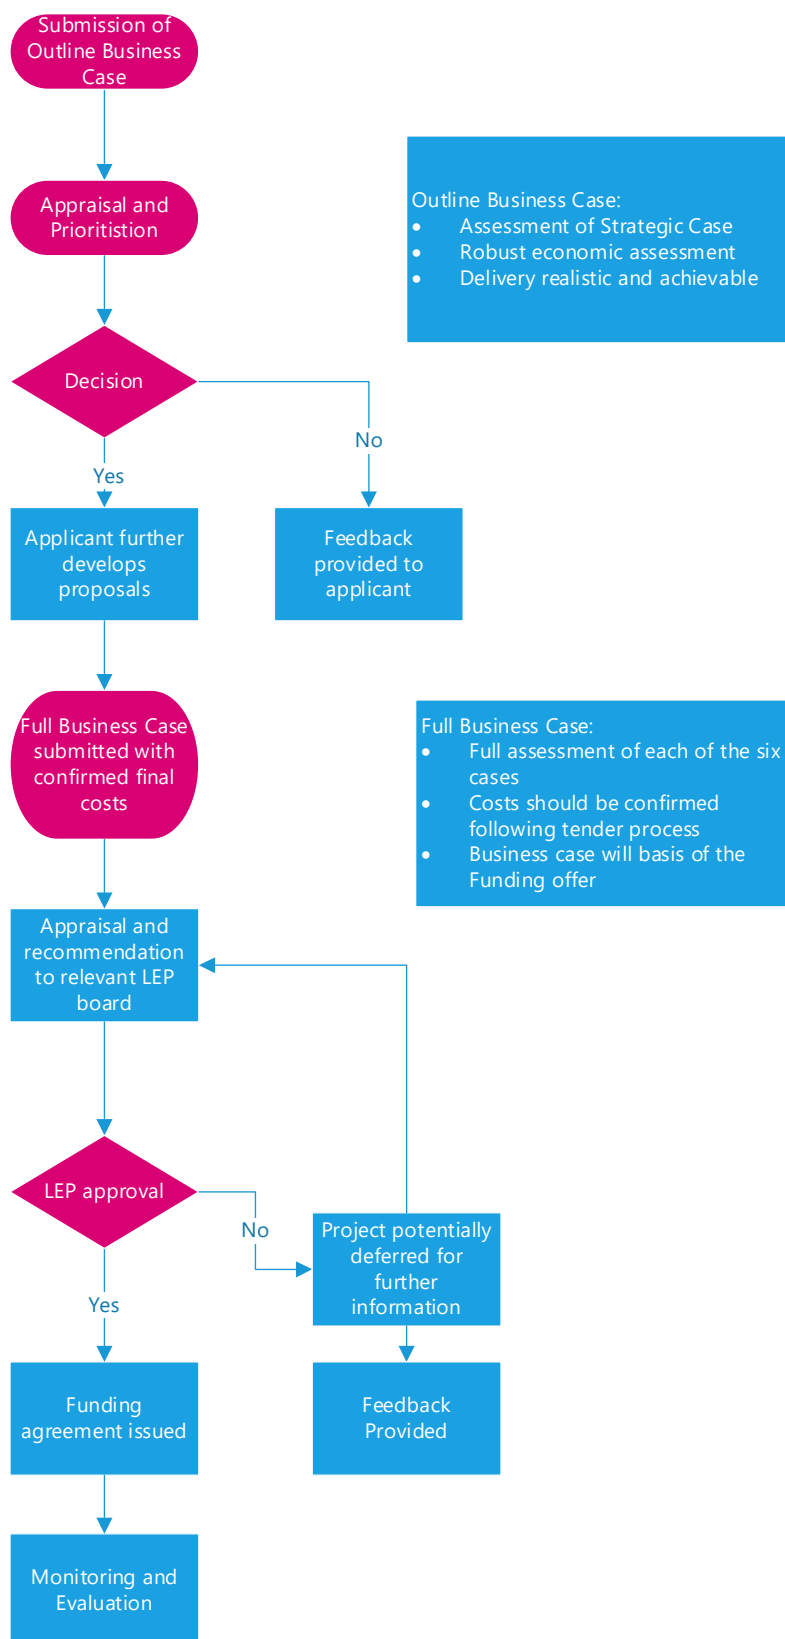 Submission of
Outline Business
Case
Appraisal and
Prioritistion
Outline Business Case:
• Assessment of Strategic Case
• Robust economic assessment
• Delivery realistic and achievable
Decision
No
Yes
Applicant further
develops
proposals
Feedback
provided to
applicant
Full Business Case
submitted with
confirmed final
costs
Full Business Case:
• Full assessment of each of the six
cases
• Costs should be confirmed
following tender process
• Business case will basis of the
Funding offer
Appraisal and
recommendation
to relevant LEP
board
LEP approval
No
Project potentially
deferred for
further
information
Yes
Funding
agreement issued
Feedback
Provided
Monitoring and
Evaluation